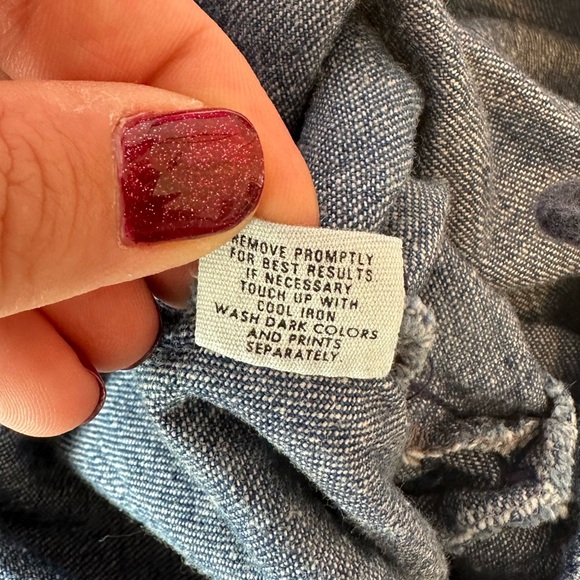 REMOVE PROMPTLY
FOR BEST RESULTS
IF NECESSARY
TOUCH UP WITH
COOL IRON
WASH DARK COLORS
AND PRINTS
SEPARATELY.